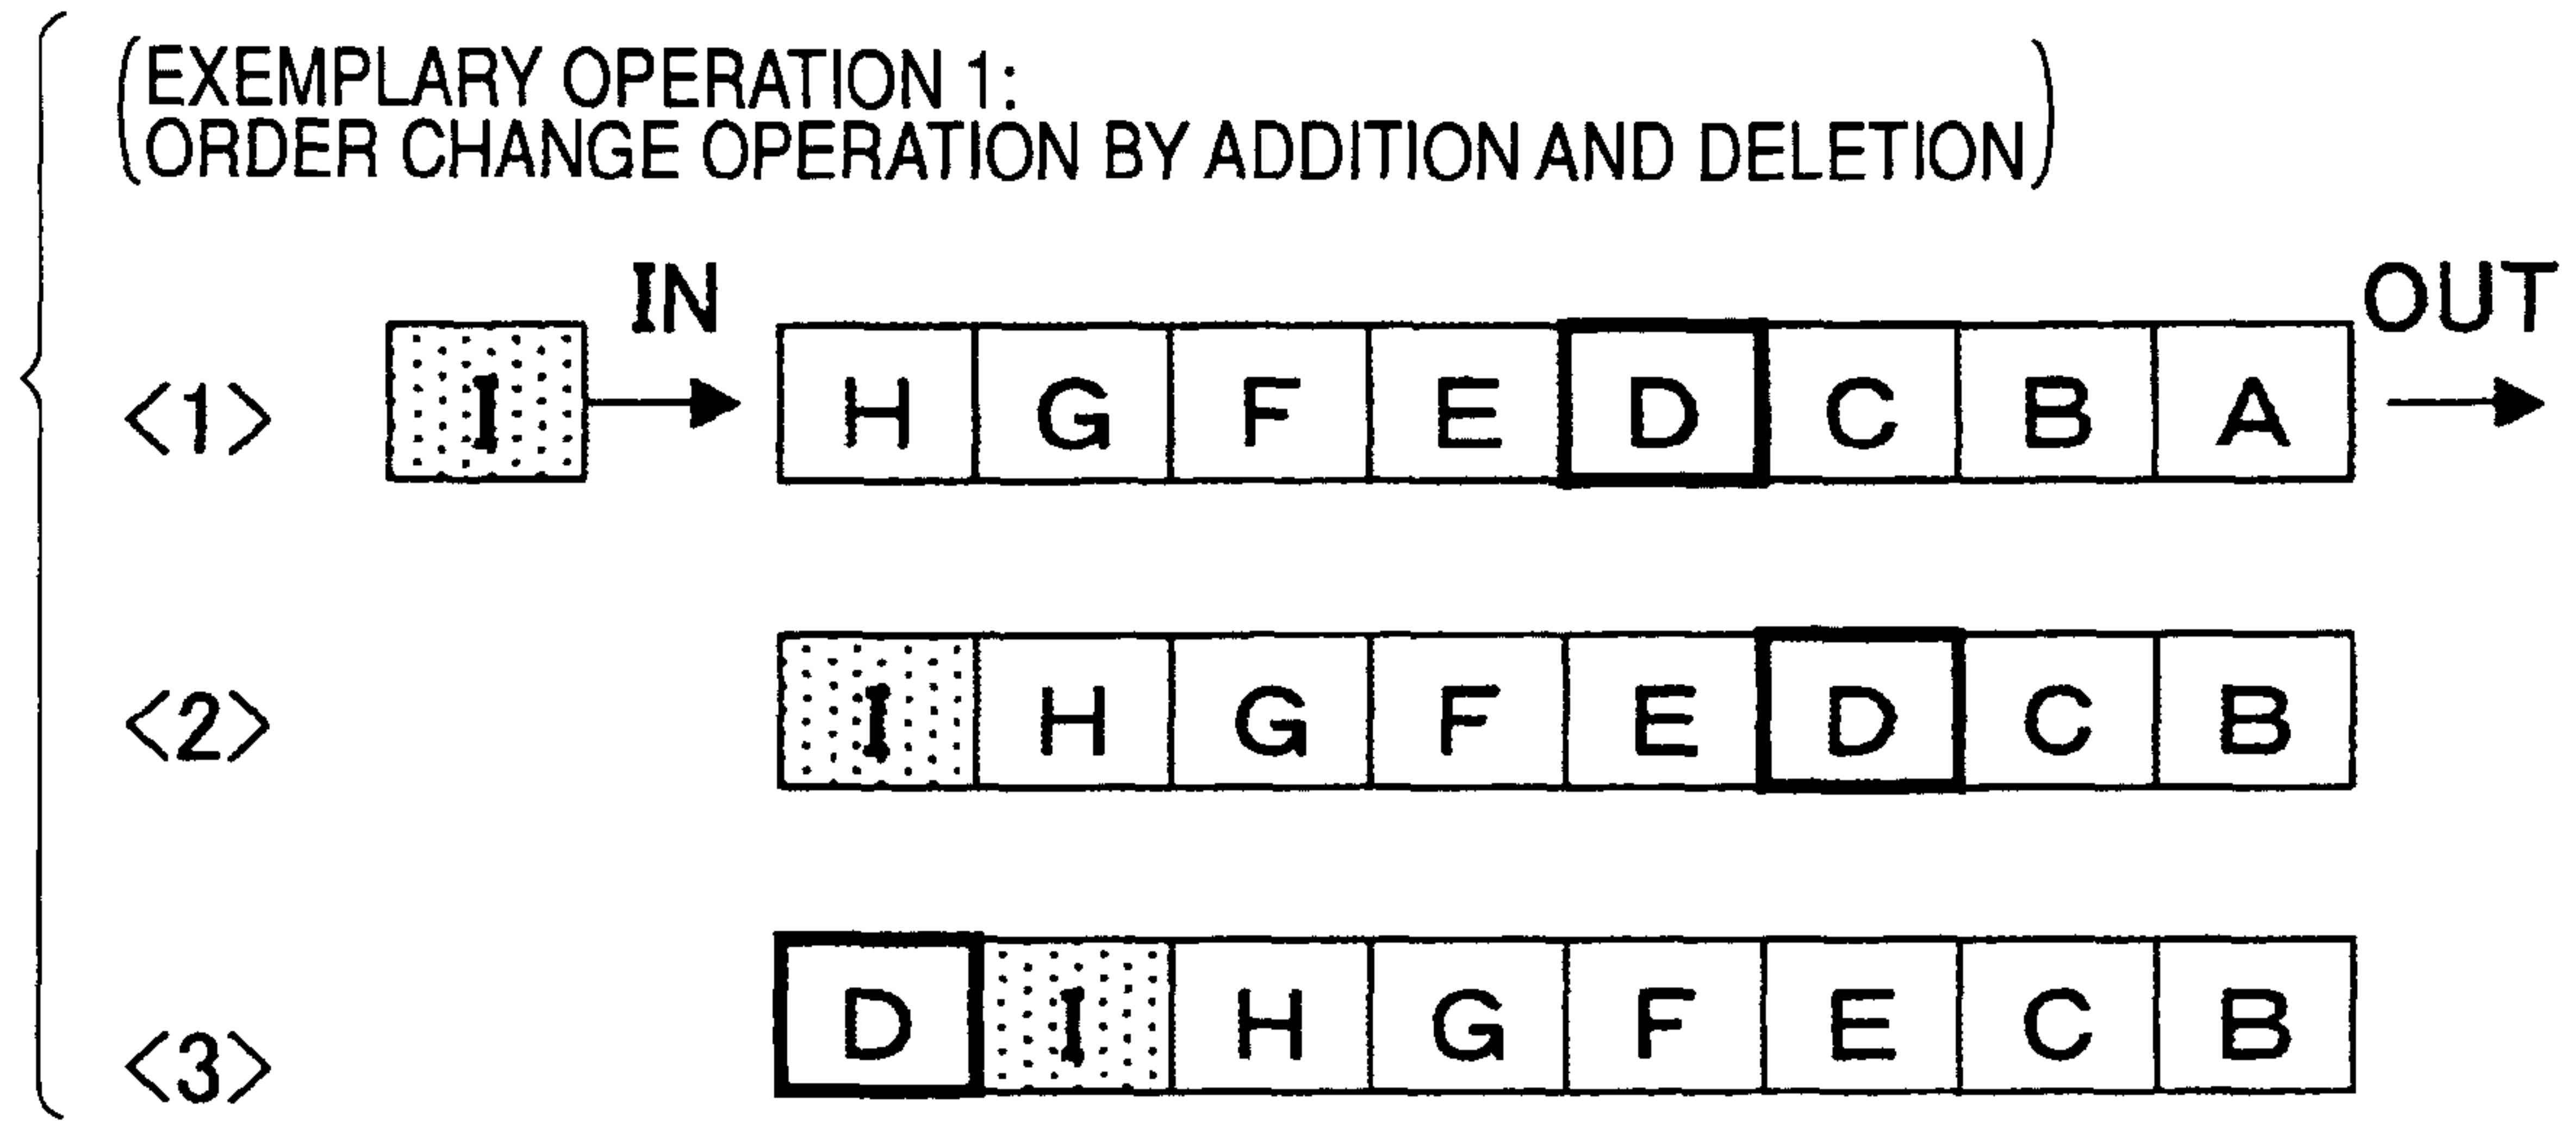 (EXEMPLARY OPERATION 1:
ORDER CHANGE OPERATION BY ADDITION AND DELETION)
IN OUT
<1> I H G F E D C B A
<2> I H G F E D C B
<3> D I H G F E C B